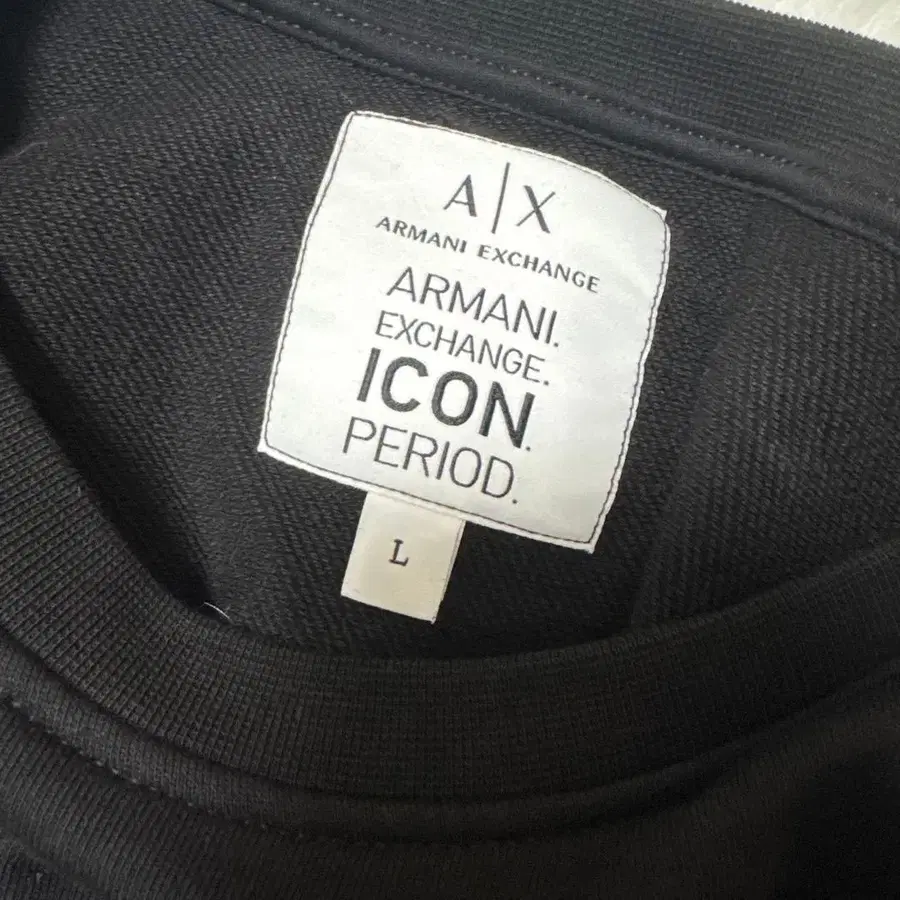 A|X
ARMANI EXCHANGE
ARMANI.
EXCHANGE.
ICON.
PERIOD.
L